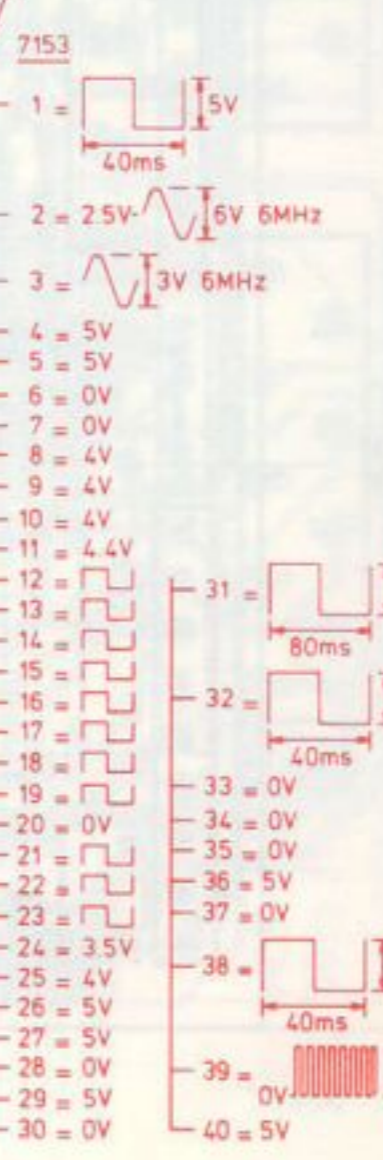 7153
1 = 5V
40ms
2 = 2.5V 6V 6MHz
3 = 3V 6MHz
4 = 5V
5 = 5V
6 = 0V
7 = 0V
8 = 4V
9 = 4V
10 = 4V
11 = 4.4V
12 =
13 =
14 =
15 =
16 =
17 =
18 =
19 =
20 = 0V
21 =
22 =
23 =
24 = 3.5V
25 = 4V
26 = 5V
27 = 5V
28 = 0V
29 = 5V
30 = 0V
31 =
80ms
32 =
40ms
33 = 0V
34 = 0V
35 = 0V
36 = 5V
37 = 0V
38 =
40ms
39 =
0V
40 = 5V